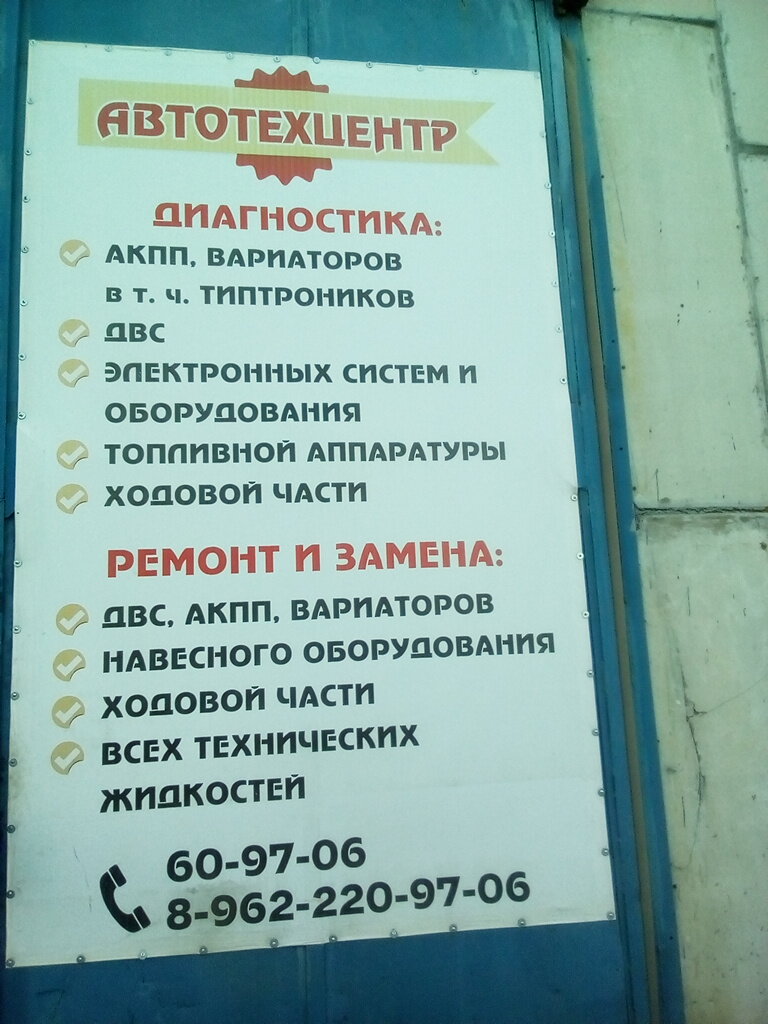 АВТОТЕХЦЕНТР
ДИАГНОСТИКА:
АКПП, ВАРИАТОРОВ
в т. ч. ТИПТРОНИКОВ
ДВС
ЭЛЕКТРОННЫХ СИСТЕМ И
ОБОРУДОВАНИЯ
ТОПЛИВНОЙ АППАРАТУРЫ
ХОДОВОЙ ЧАСТИ
РЕМОНТ И ЗАМЕНА:
ДВС, АКПП, ВАРИАТОРОВ
НАВЕСНОГО ОБОРУДОВАНИЯ
ХОДОВОЙ ЧАСТИ
ВСЕХ ТЕХНИЧЕСКИХ
ЖИДКОСТЕЙ
60-97-06
8-962-220-97-06